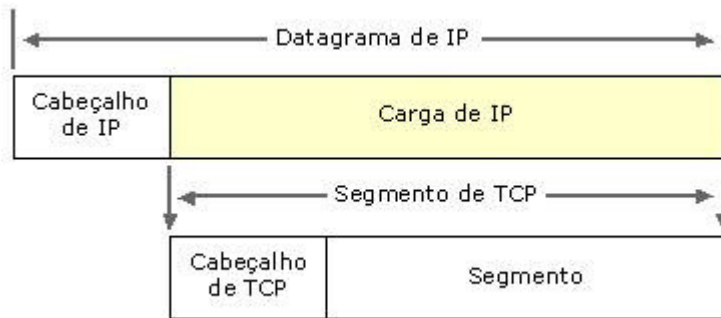 Datagrama de IP
Cabeçalho
de IP
Carga de IP
Segmento de TCP
Cabeçalho
de TCP
Segmento